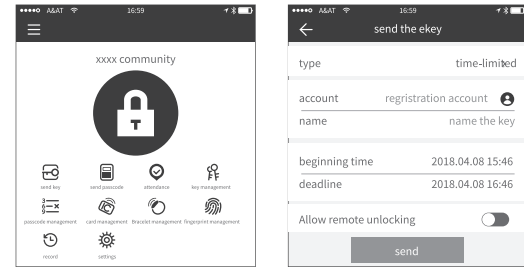 A&AT 16:59
xxxx community
T
send key send passcode attendance key management
passcode management card management Bracelet management fingerprint management
record settings
A&AT 16:59
send the ekey
type time-limited
account regristration account
name name the key
beginning time 2018.04.08 15:46
deadline 2018.04.08 16:46
Allow remote unlocking
send